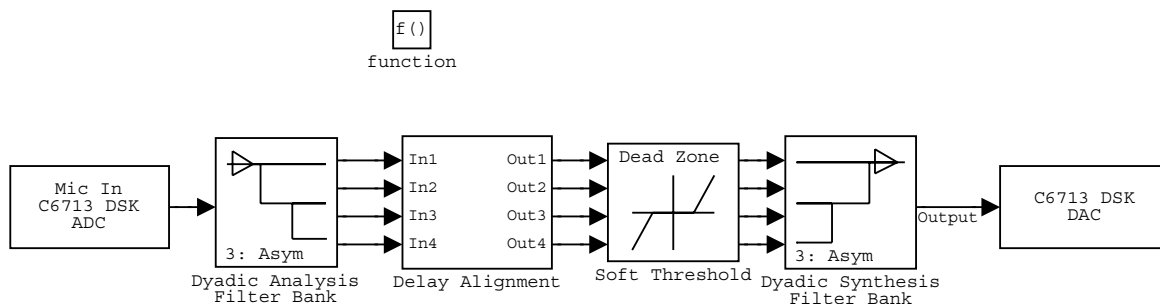 f()
function
Mic In
C6713 DSK
ADC
3: Asym
Dyadic Analysis
Filter Bank
In1
In2
In3
In4
Out1
Out2
Out3
Out4
Delay Alignment
Dead Zone
Soft Threshold
3: Asym
Dyadic Synthesis
Filter Bank
Output
C6713 DSK
DAC